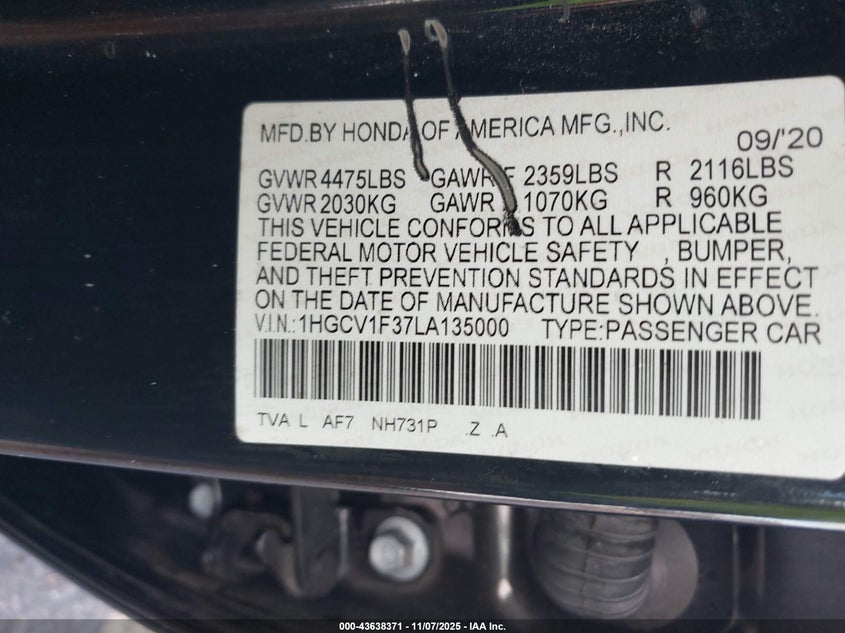 MFD.BY HONDA OF AMERICA MFG.,INC.
09/'20
GVWR 4475LBS GAWR F 2359LBS R 2116LBS
GVWR 2030KG GAWR 1070KG R 960KG
THIS VEHICLE CONFORMS TO ALL APPLICABLE
FEDERAL MOTOR VEHICLE SAFETY , BUMPER,
AND THEFT PREVENTION STANDARDS IN EFFECT
ON THE DATE OF MANUFACTURE SHOWN ABOVE.
V.I.N.:1HGCV1F37LA135000 TYPE:PASSENGER CAR
TVA L AF7 NH731P .Z .A
000-43638371 - 11/07/2025 - IAA Inc.